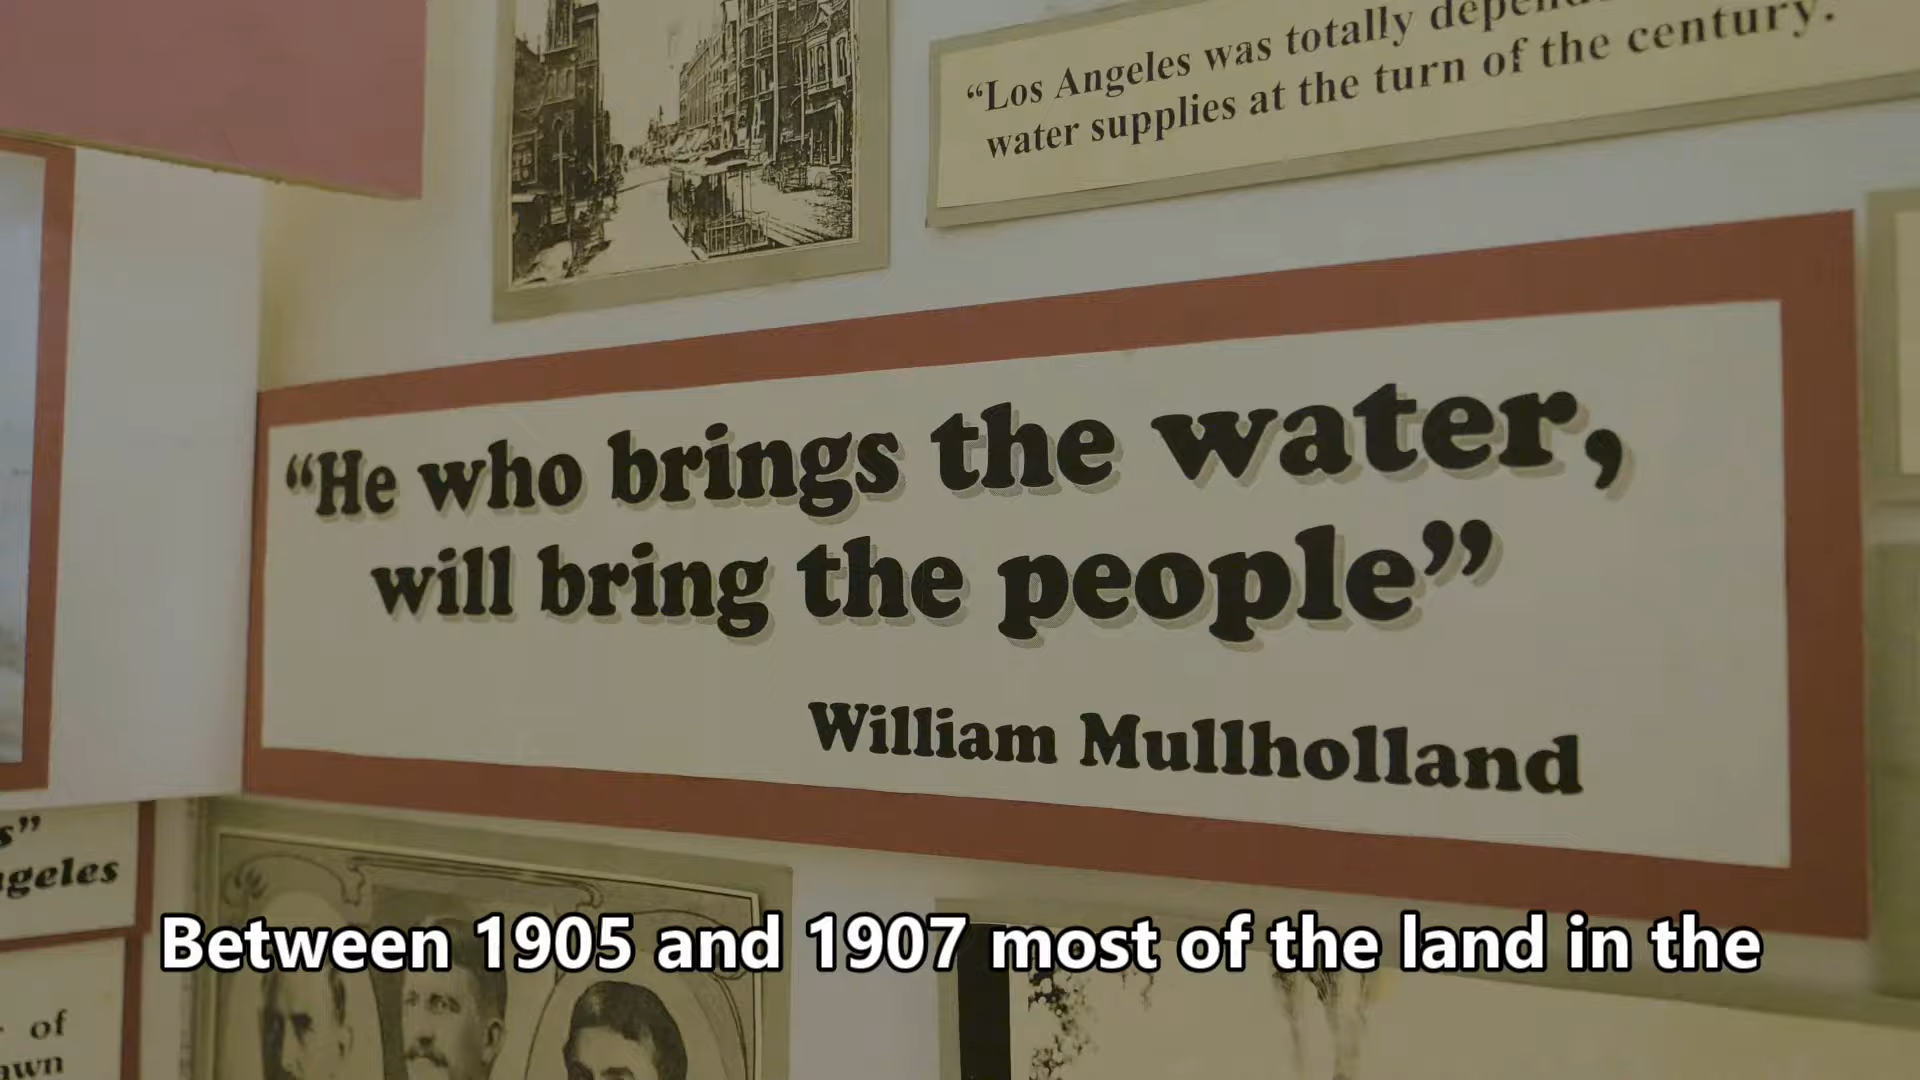 “Los Angeles was totally
water supplies at the turn of the century.
“He who brings the water,
will bring the people”
William Mullholland
of
Between 1905 and 1907 most of the land in the